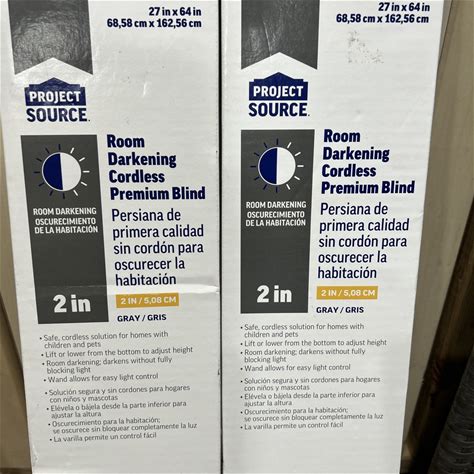 27 in x 64 in
68,58 cm x 162,56 cm
PROJECT
SOURCE.
Room
Darkening
Cordless
Premium Blind
ROOM DARKENING
OSCURECIMIENTO
DE LA HABITACIÓN
Persiana de
primera calidad
sin cordón para
oscurecer la
habitación
2 in
2 IN / 5,08 CM
GRAY / GRIS
• Safe, cordless solution for homes with
children and pets
• Lift or lower from the bottom to adjust height
• Room darkening; darkens without fully
blocking light
• Wand allows for easy light control
• Solución segura y sin cordones para hogares
con niños y mascotas
• Elévela o bájela desde la parte inferior para
ajustar la altura
• Oscurecimiento para la habitación;
se oscurece sin bloquear completamente la luz
• La varilla permite un control fácil
27 in x 64 in
68,58 cm x 162,56 cm
PROJECT
SOURCE.
Room
Darkening
Cordless
Premium Blind
ROOM DARKENING
OSCURECIMIENTO
DE LA HABITACIÓN
Persiana de
primera calidad
sin cordón para
oscurecer la
habitación
2 in
2 IN / 5,08 CM
GRAY / GRIS
• Safe, cordless solution for homes with
children and pets
• Lift or lower from the bottom to adjust height
• Room darkening; darkens without fully
blocking light
• Wand allows for easy light control
• Solución segura y sin cordones para hogares
con niños y mascotas
• Elévela o bájela desde la parte inferior para
ajustar la altura
• Oscurecimiento para la habitación;
se oscurece sin bloquear completamente la luz
• La varilla permite un control fácil